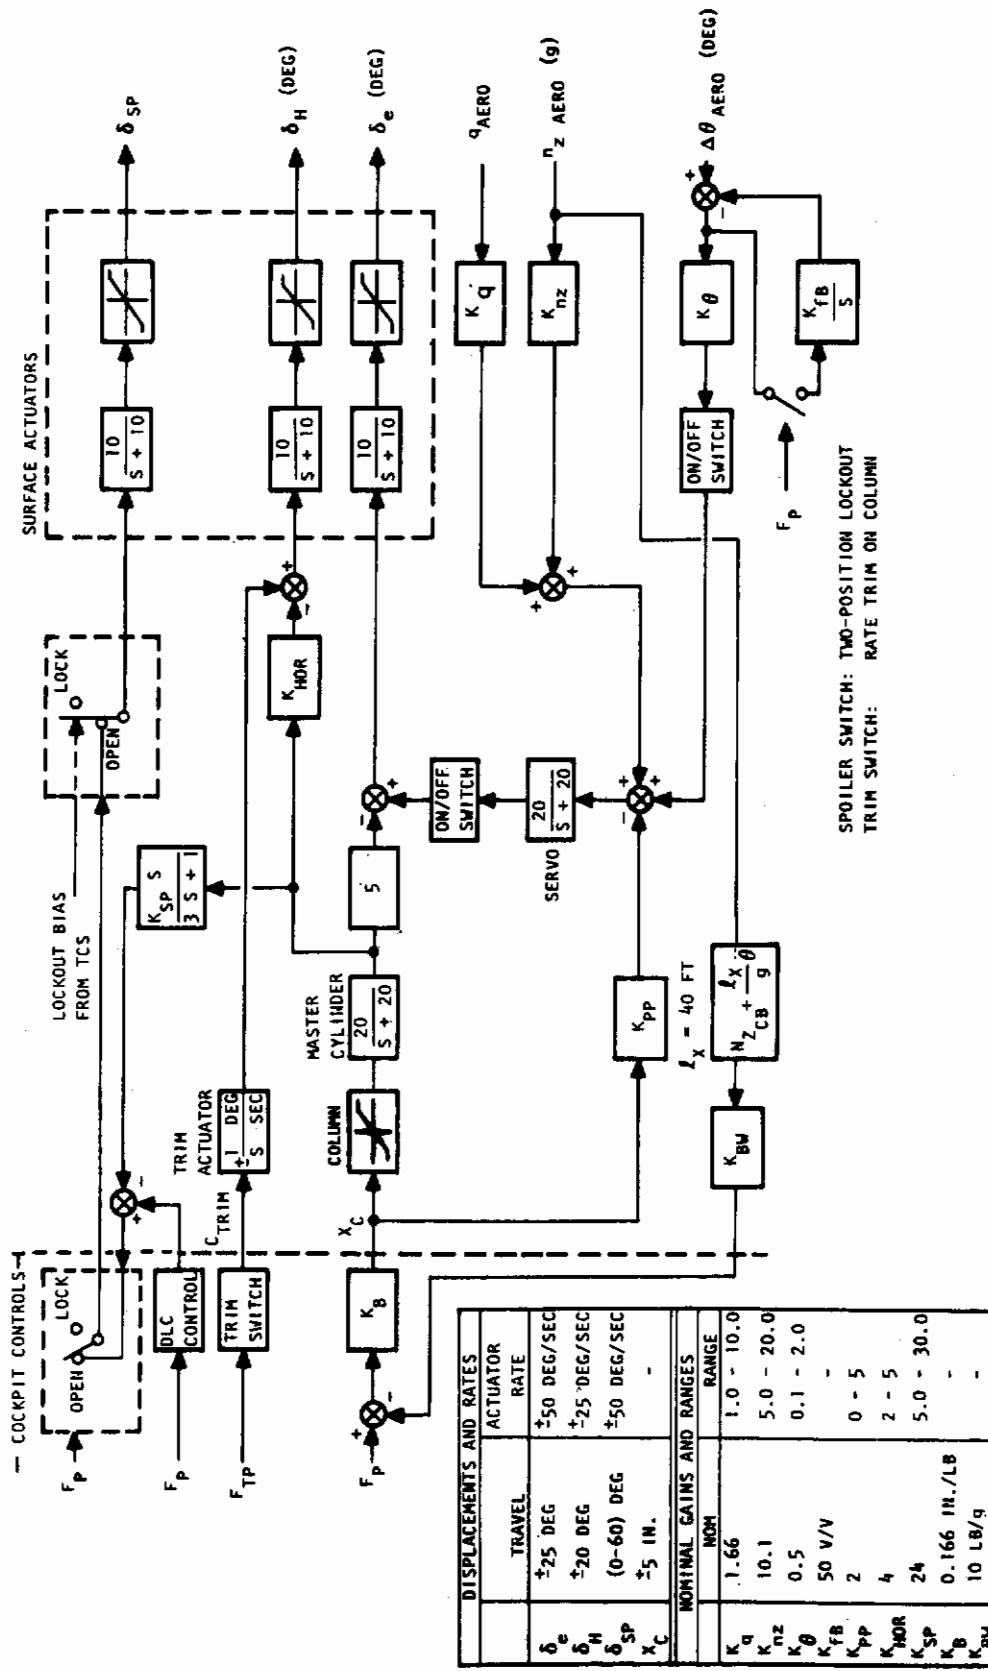 — COCKPIT CONTROLS —
F_P
OPEN
LOCK
F_P
DLC
CONTROL
F_TP
TRIM
SWITCH
F_P
+
-
K_B
LOCKOUT BIAS
FROM TCS
LOCK
OPEN
K_SP S
3 S + 1
+
-
-
C_TRIM
TRIM
ACTUATOR
±1 DEG
S SEC
X_C
COLUMN
MASTER
CYLINDER
20
S + 20
5
K_HOR
+
-
-
+
ON/OFF
SWITCH
SERVO
20
S + 20
-
+
+
K_PP
ℓ_X = 40 FT
N_Z_CB + ℓ_X/g θ
K_BW
SURFACE ACTUATORS
10
S + 10
δ_SP
10
S + 10
δ_H (DEG)
10
S + 10
δ_e (DEG)
K_q
q_AERO
K_nz
n_z AERO (g)
+
+
K_θ
+
-
Δθ_AERO (DEG)
ON/OFF
SWITCH
F_P
K_fB
S
SPOILER SWITCH: TWO-POSITION LOCKOUT
TRIM SWITCH: RATE TRIM ON COLUMN
DISPLACEMENTS AND RATES
TRAVEL ACTUATOR
RATE
δ_e ±25 DEG ±50 DEG/SEC
δ_H ±20 DEG ±25 DEG/SEC
δ_SP (0-60) DEG ±50 DEG/SEC
X_C ±5 IN. -
NOMINAL GAINS AND RANGES
NOM RANGE
K_q 1.66 1.0 - 10.0
K_nz 10.1 5.0 - 20.0
K_θ 0.5 0.1 - 2.0
K_fB 50 V/V -
K_PP 2 0 - 5
K_HOR 4 2 - 5
K_SP 24 5.0 - 30.0
K_B 0.166 IN./LB -
K_BW 10 LB/g -